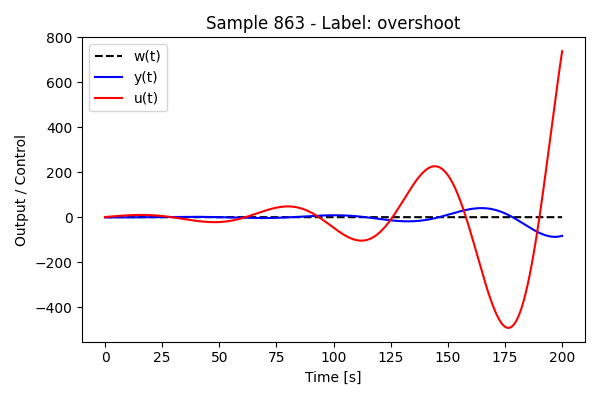 Sample 863 - Label: overshoot
w(t)
y(t)
u(t)
Output / Control
800
600
400
200
0
−200
−400
0 25 50 75 100 125 150 175 200
Time [s]